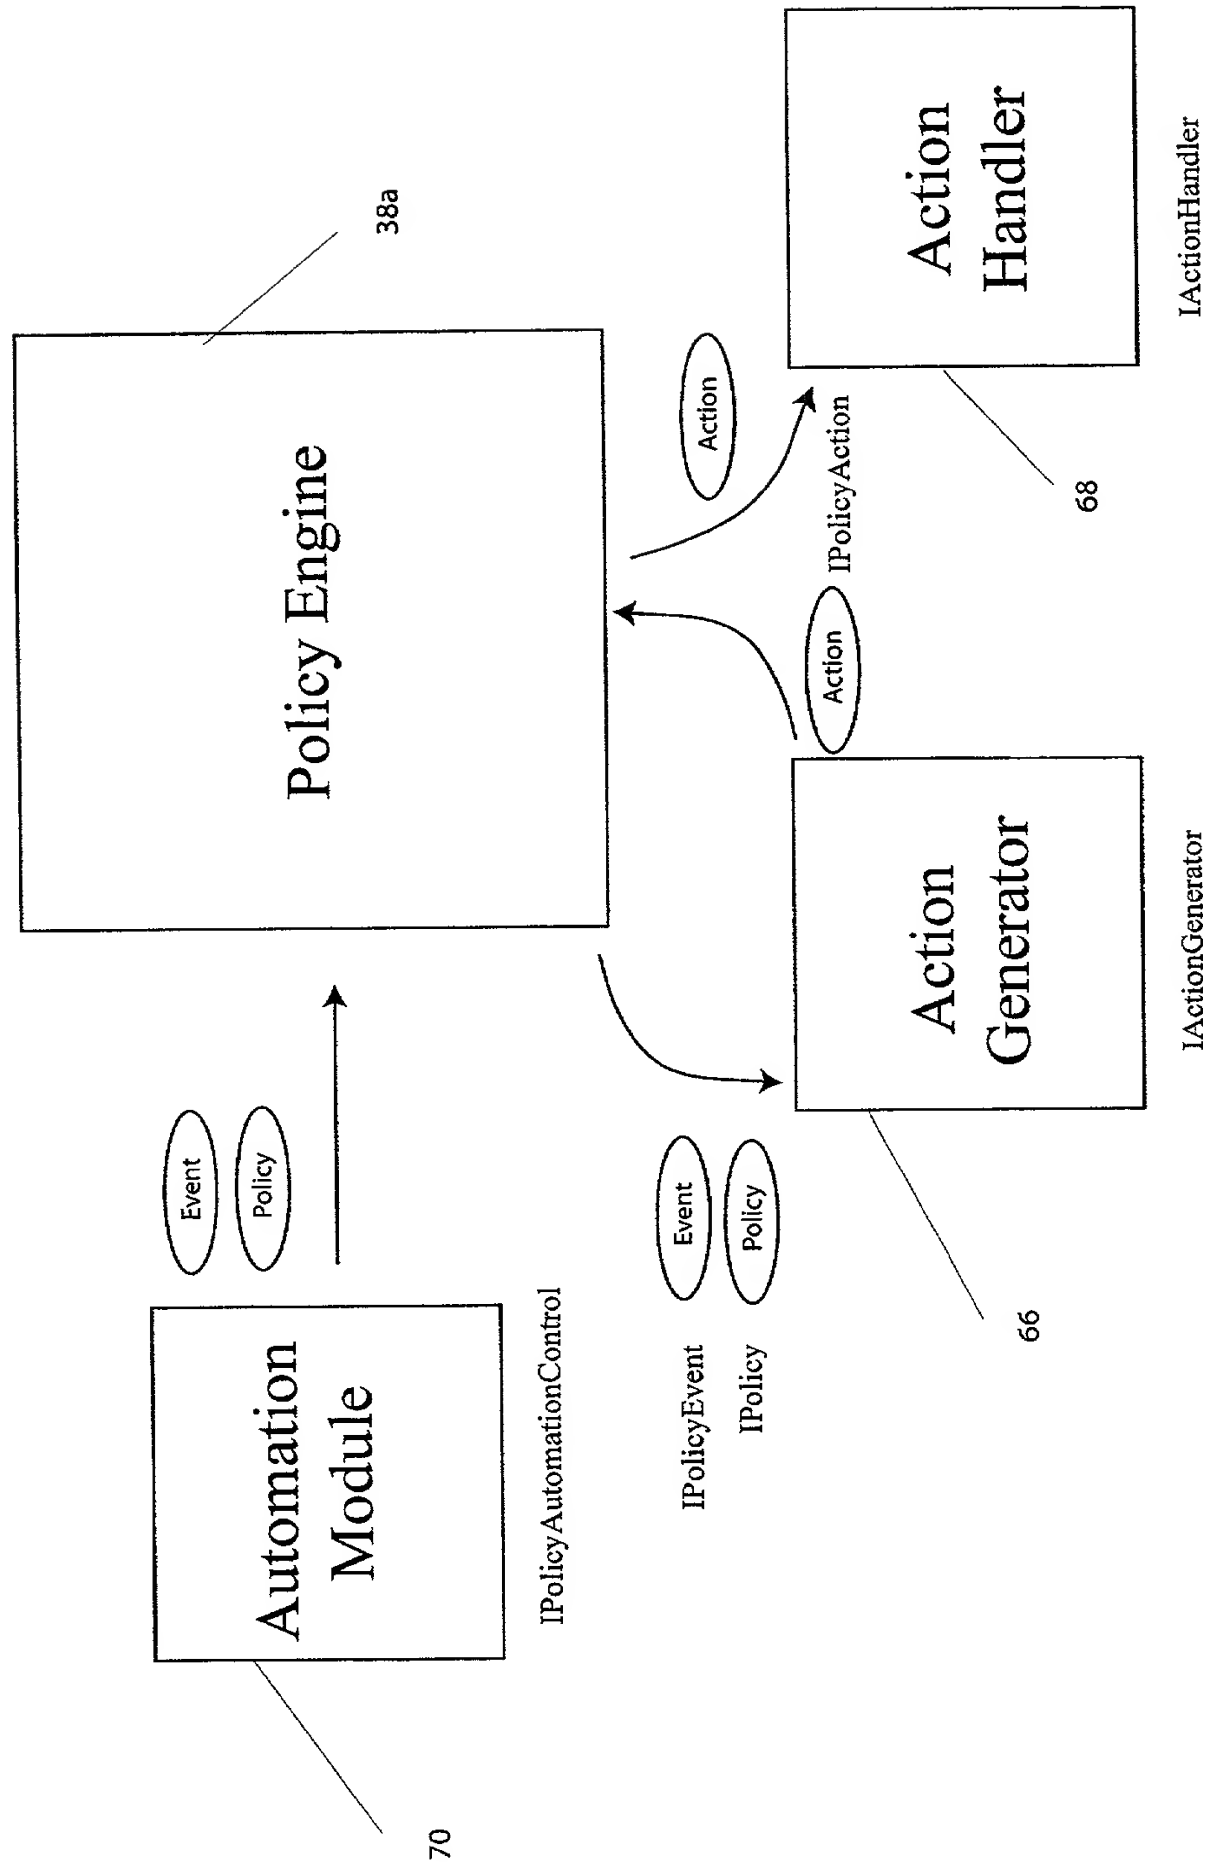 Policy Engine
38a
Automation
Module
70
IPolicyAutomationControl
Event
Policy
Event
Policy
IPolicyEvent
IPolicy
Action
Generator
66
IActionGenerator
Action
IPolicyAction
Action
Action
Handler
68
IActionHandler